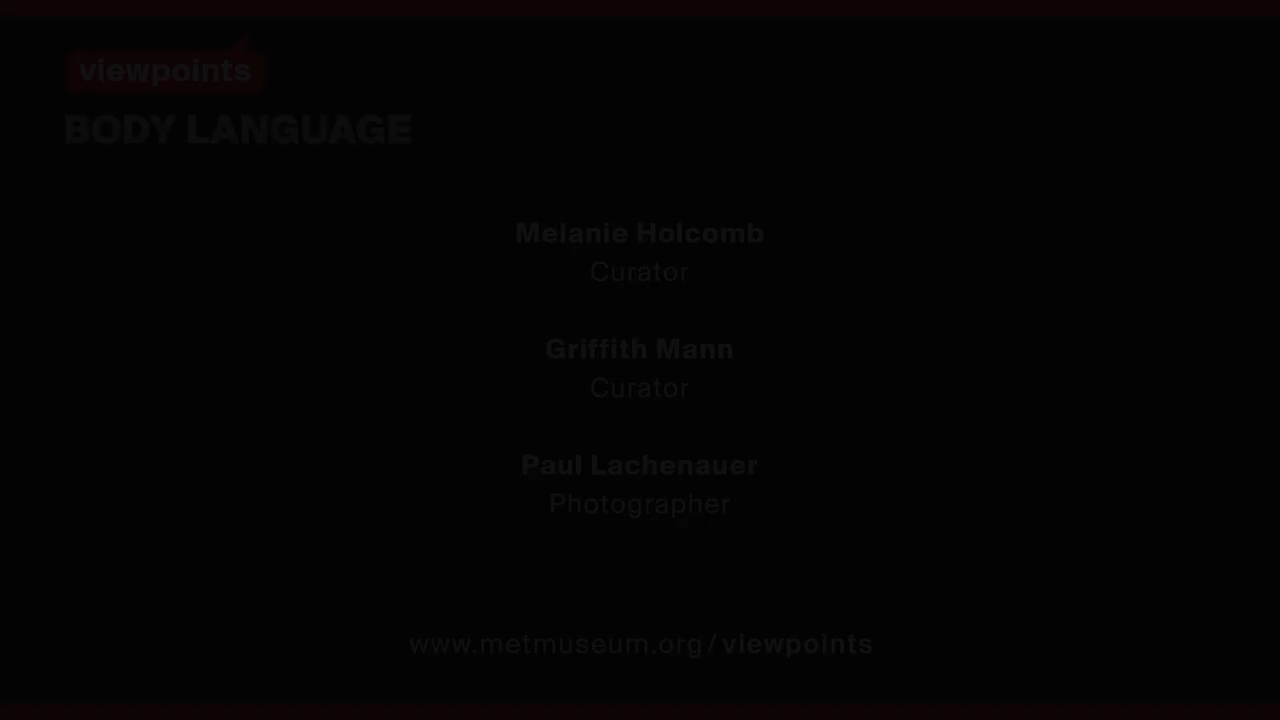 viewpoints
BODY LANGUAGE
Melanie Holcomb
Curator
Griffith Mann
Curator
Paul Lachenauer
Photographer
www.metmuseum.org/viewpoints